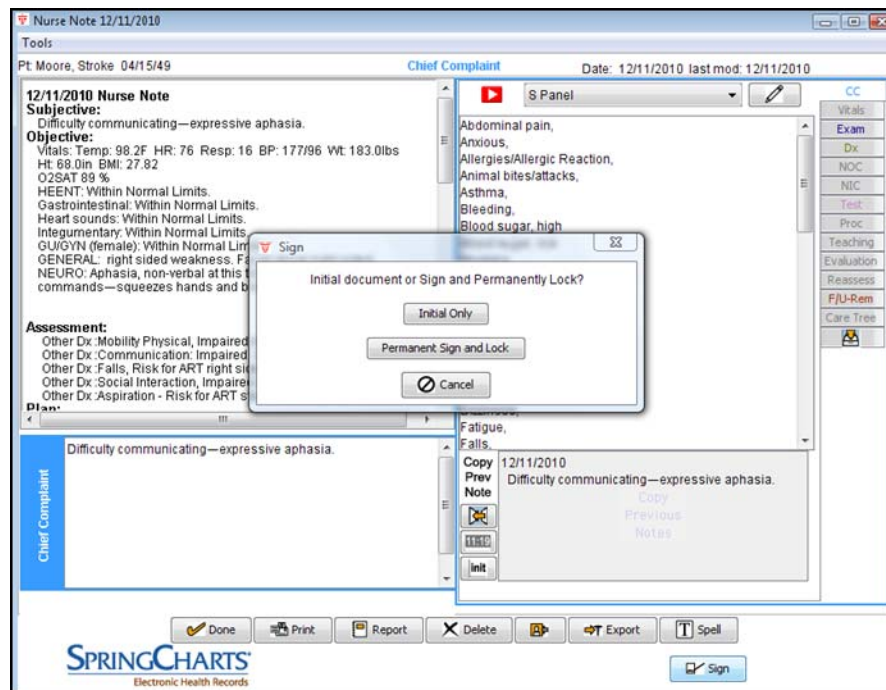 Nurse Note 12/11/2010
Tools
Pt: Moore, Stroke 04/15/49
Chief Complaint
Date: 12/11/2010 last mod: 12/11/2010
12/11/2010 Nurse Note
Subjective:
Difficulty communicating—expressive aphasia.
Objective:
Vitals: Temp: 98.2F HR: 76 Resp: 16 BP: 177/96 Wt: 183.0lbs
Ht: 68.0in BMI: 27.82
O2SAT 89 %
HEENT: Within Normal Limits.
Gastrointestinal: Within Normal Limits.
Heart sounds: Within Normal Limits.
Integumentary: Within Normal Limits.
GU/GYN (female): Within Normal Lim
GENERAL: right sided weakness. Fa
NEURO: Aphasia, non-verbal at this t
commands—squeezes hands and b
Assessment:
Other Dx :Mobility Physical, Impaired
Other Dx :Communication: Impaired
Other Dx :Falls, Risk for ART right si
Other Dx :Social Interaction, Impaire
Other Dx :Aspiration - Risk for ART s
Plan:
S Panel
Abdominal pain,
Anxious,
Allergies/Allergic Reaction,
Animal bites/attacks,
Asthma,
Bleeding,
Blood sugar, high
Fatigue,
Falls,
CC
Vitals
Exam
Dx
NOC
NIC
Test
Proc
Teaching
Evaluation
Reassess
F/U-Rem
Care Tree
Sign
Initial document or Sign and Permanently Lock?
Initial Only
Permanent Sign and Lock
Cancel
Chief Complaint
Difficulty communicating—expressive aphasia.
Copy
Prev
Note
init
12/11/2010
Difficulty communicating—expressive aphasia.
Copy
Previous
Notes
Done
Print
Report
Delete
Export
Spell
SPRINGCHARTS
Electronic Health Records
Sign